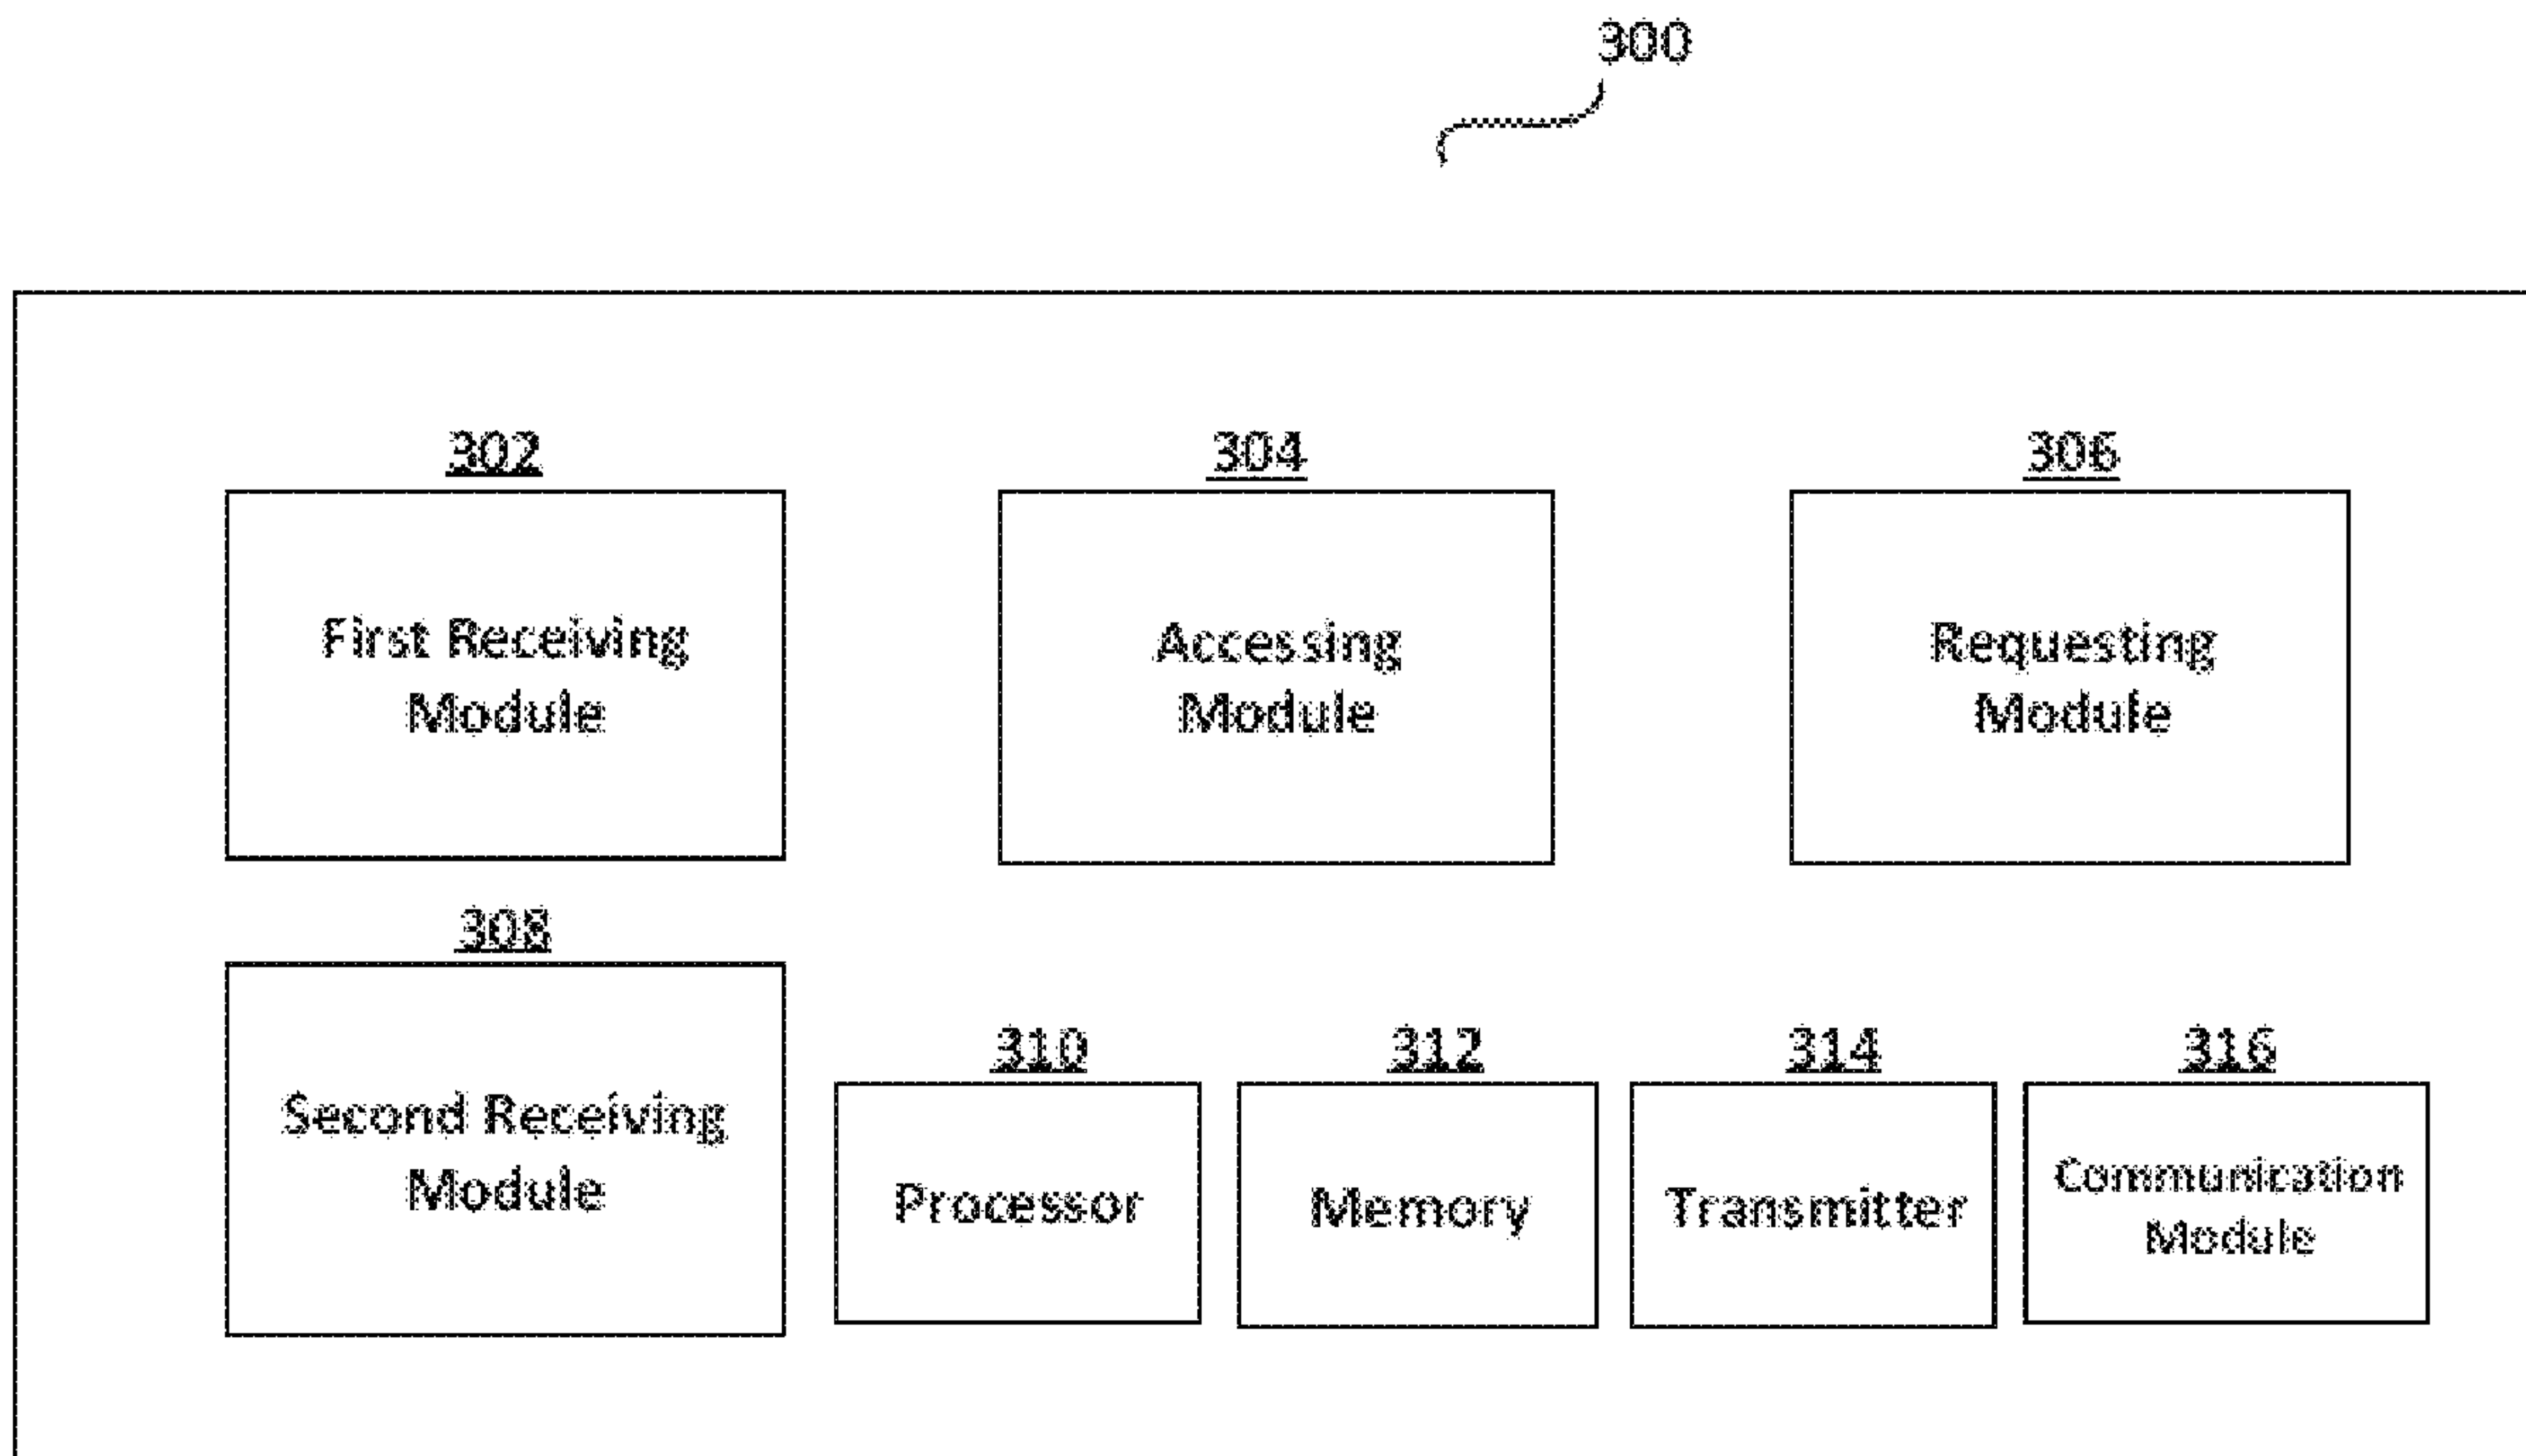 300
302
First Receiving
Module
304
Accessing
Module
306
Requesting
Module
308
Second Receiving
Module
310
Processor
312
Memory
314
Transmitter
316
Communication
Module